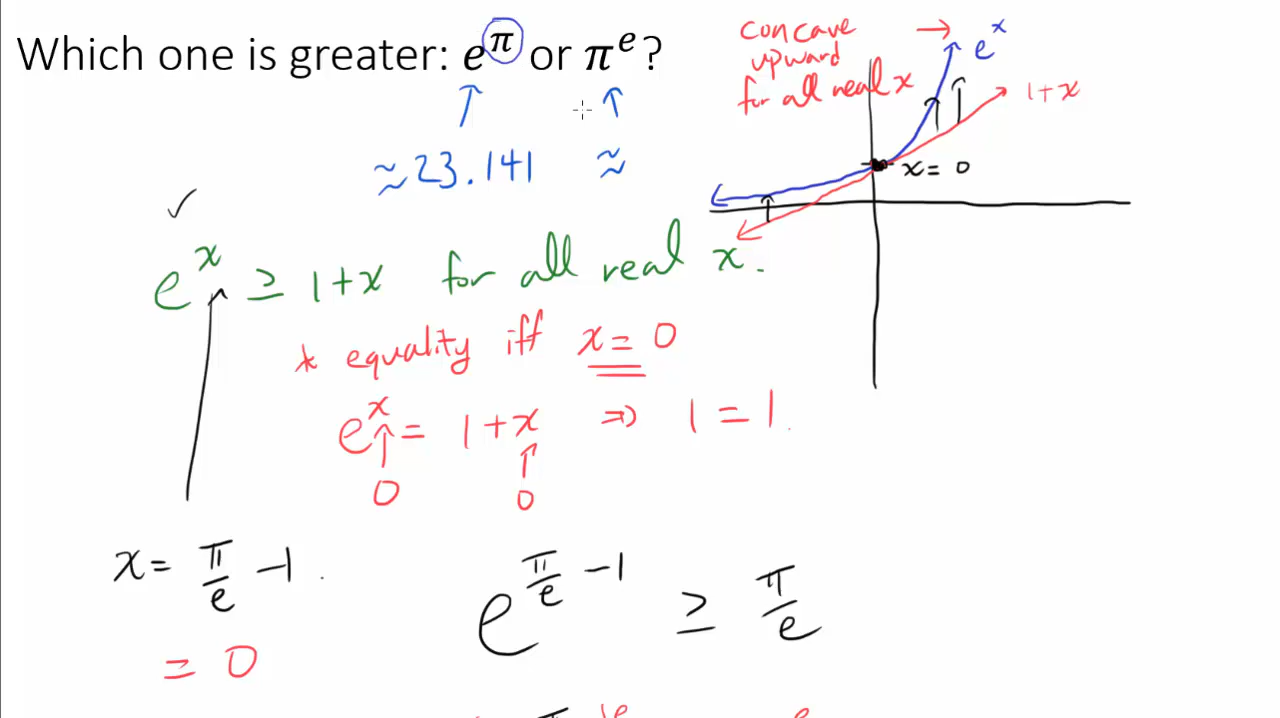 Which one is greater: e^π or π^e?
≈23.141 ≈
concave
upward
for all real x
e^x
1+x
x= 0
e^x ≥ 1+x for all real x.
* equality iff x=0
e^x = 1+x ⇒ 1=1.
0 0
x= π/e -1.
= 0
e^(π/e -1) ≥ π/e